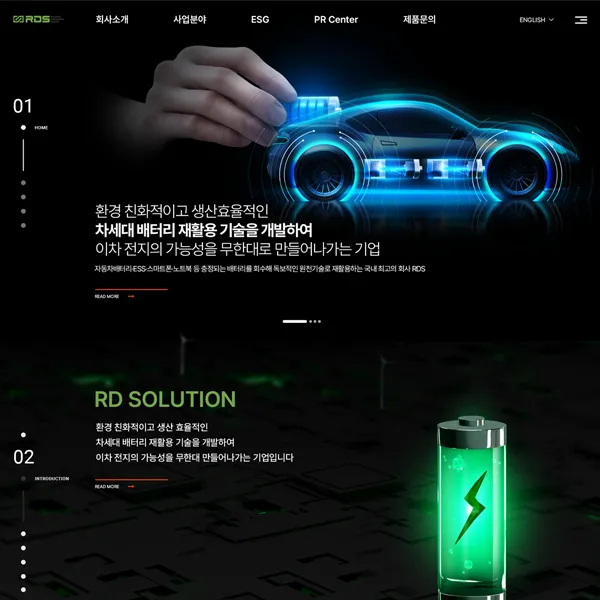 RDS
회사소개
사업분야
ESG
PR Center
제품문의
ENGLISH
01
HOME
환경 친화적이고 생산효율적인
차세대 배터리 재활용 기술을 개발하여
이차 전지의 가능성을 무한대로 만들어나가는 기업
자동차배터리·ESS·스마트폰·노트북 등 충정되는 배터리를 회수해 독보적인 원천기술로 재활용하는 국내 최고의 회사 RDS
READ MORE
RD SOLUTION
환경 친화적이고 생산 효율적인
차세대 배터리 재활용 기술을 개발하여
이차 전지의 가능성을 무한대 만들어나가는 기업입니다
02
INTRODUCTION
READ MORE